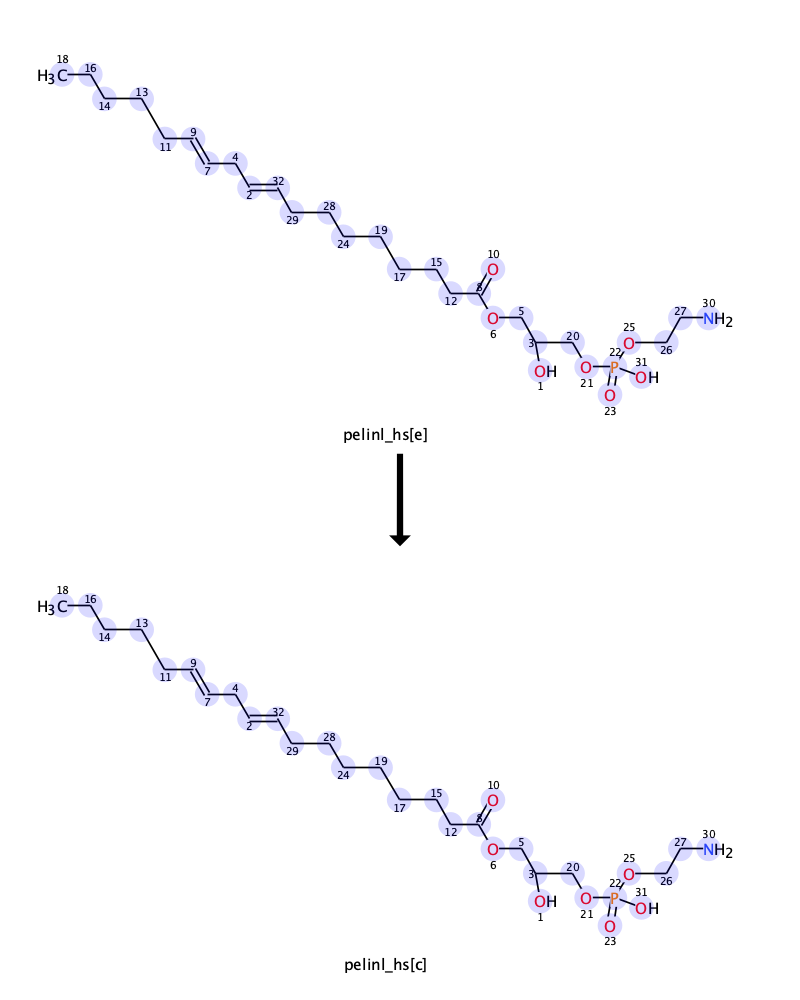 18
H3C
16
14
13
11
9
7
4
2
32
29
28
24
19
17
15
12
8
10
O
O
6
5
3
OH
1
20
O
21
22
P
O
23
25
O
31
OH
26
27
30
NH2
pelinl_hs[e]
18
H3C
16
14
13
11
9
7
4
2
32
29
28
24
19
17
15
12
8
10
O
O
6
5
3
OH
1
20
O
21
22
P
O
23
25
O
31
OH
26
27
30
NH2
pelinl_hs[c]